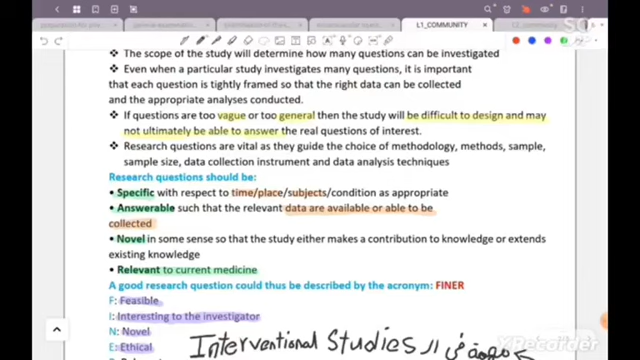 L1_COMMUNITY
The scope of the study will determine how many questions can be investigated
Even when a particular study investigates many questions, it is important
that each question is tightly framed so that the right data can be collected
and the appropriate analyses conducted.
If questions are too vague or too general then the study will be difficult to design and may
not ultimately be able to answer the real questions of interest.
Research questions are vital as they guide the choice of methodology, methods, sample,
sample size, data collection instrument and data analysis techniques
Research questions should be:
• Specific with respect to time/place/subjects/condition as appropriate
• Answerable such that the relevant data are available or able to be
collected
• Novel in some sense so that the study either makes a contribution to knowledge or extends
existing knowledge
• Relevant to current medicine
A good research question could thus be described by the acronym: FINER
F: Feasible
I: Interesting to the investigator
N: Novel
E: Ethical
Interventional Studies
XRecorder